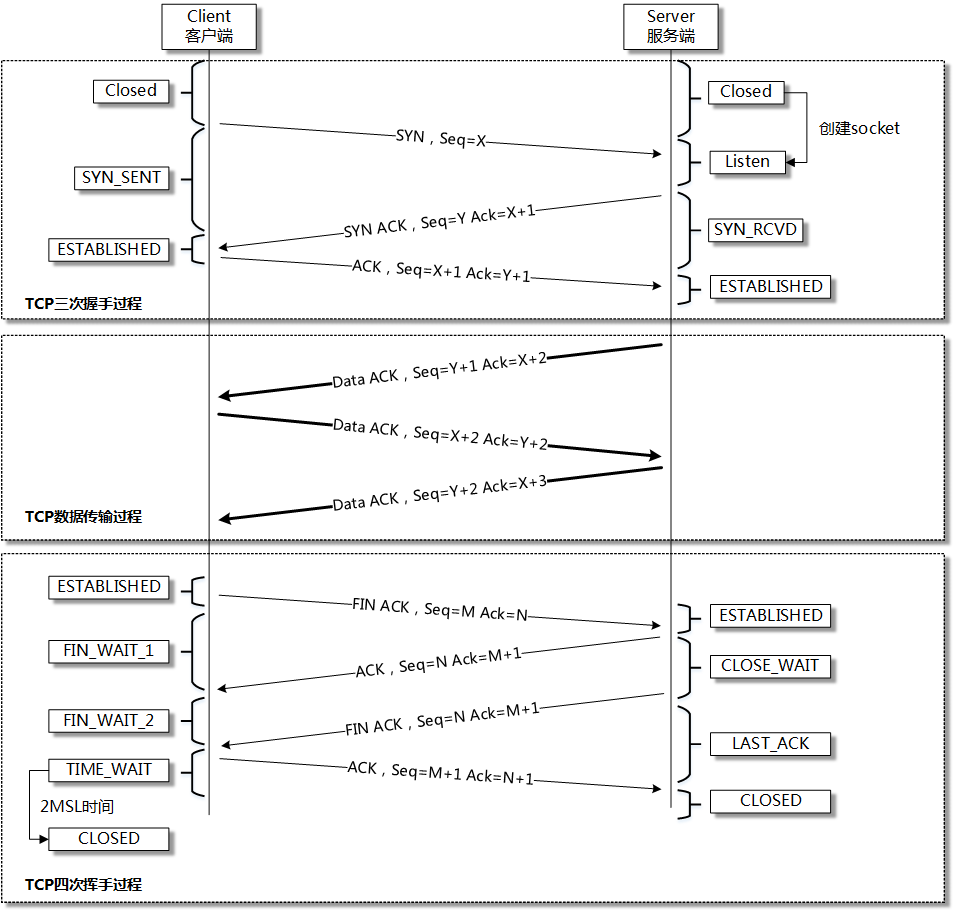 Client
客户端
Server
服务端
Closed
Closed
创建socket
SYN，Seq=X
Listen
SYN_SENT
SYN ACK，Seq=Y Ack=X+1
SYN_RCVD
ESTABLISHED
ACK，Seq=X+1 Ack=Y+1
ESTABLISHED
TCP三次握手过程
Data ACK，Seq=Y+1 Ack=X+2
Data ACK，Seq=X+2 Ack=Y+2
Data ACK，Seq=Y+2 Ack=X+3
TCP数据传输过程
ESTABLISHED
FIN ACK，Seq=M Ack=N
ESTABLISHED
FIN_WAIT_1
ACK，Seq=N Ack=M+1
CLOSE_WAIT
FIN_WAIT_2
FIN ACK，Seq=N Ack=M+1
LAST_ACK
TIME_WAIT
ACK，Seq=M+1 Ack=N+1
2MSL时间
CLOSED
CLOSED
TCP四次挥手过程